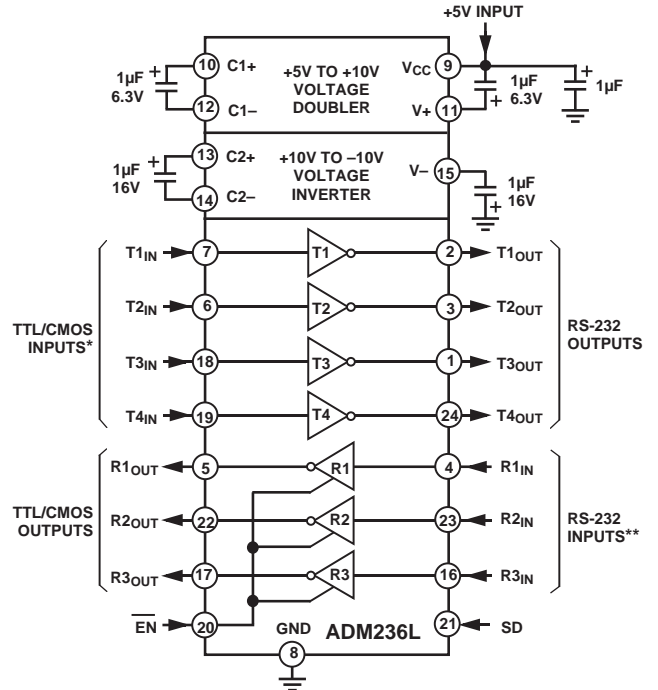 +5V INPUT
10 C1+ +5V TO +10V VCC 9
1µF + 6.3V
VOLTAGE
DOUBLER
+ 1µF 6.3V
+ 1µF
12 C1– V+ 11
13 C2+ +10V TO –10V
1µF + 16V
VOLTAGE
INVERTER
V– 15
14 C2–
1µF + 16V
T1IN 7 T1 2 T1OUT
T2IN 6 T2 3 T2OUT
TTL/CMOS
INPUTS*
RS-232
OUTPUTS
T3IN 18 T3 1 T3OUT
T4IN 19 T4 24 T4OUT
R1OUT 5 R1 4 R1IN
TTL/CMOS
OUTPUTS
R2OUT 22 R2 23 R2IN
RS-232
INPUTS**
R3OUT 17 R3 16 R3IN
EN 20 GND ADM236L 21 SD
8